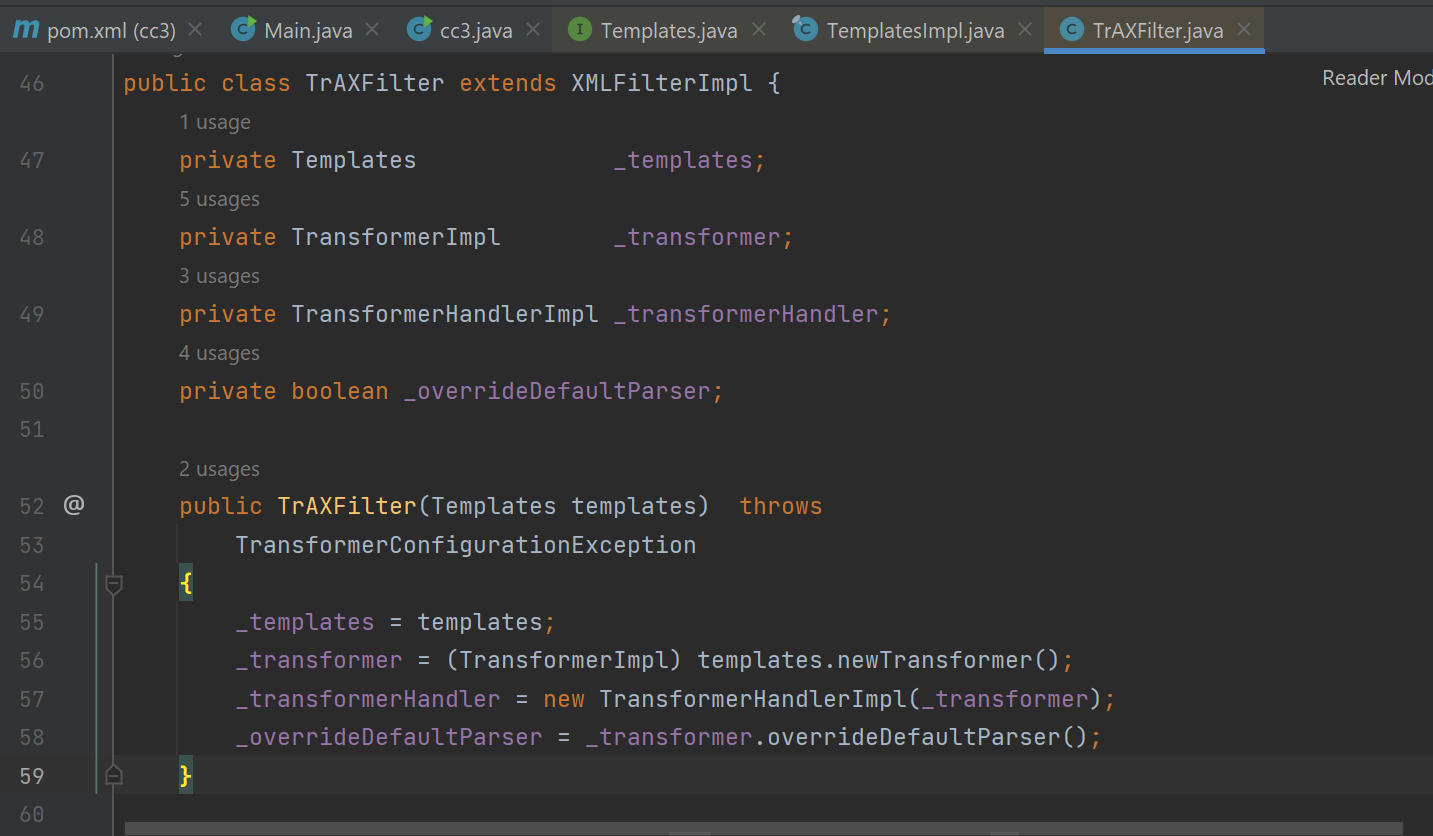 pom.xml (cc3) Main.java cc3.java Templates.java TemplatesImpl.java TrAXFilter.java
Reader Mod
46 public class TrAXFilter extends XMLFilterImpl {
1 usage
47 private Templates _templates;
5 usages
48 private TransformerImpl _transformer;
3 usages
49 private TransformerHandlerImpl _transformerHandler;
4 usages
50 private boolean _overrideDefaultParser;
51
2 usages
52 @ public TrAXFilter(Templates templates) throws
53 TransformerConfigurationException
54 {
55 _templates = templates;
56 _transformer = (TransformerImpl) templates.newTransformer();
57 _transformerHandler = new TransformerHandlerImpl(_transformer);
58 _overrideDefaultParser = _transformer.overrideDefaultParser();
59 }
60